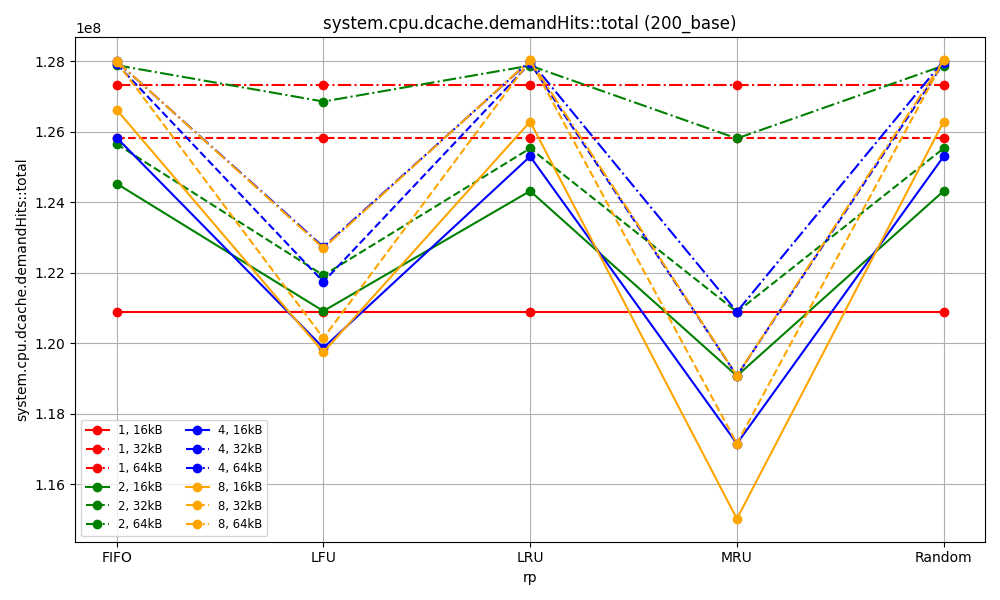 system.cpu.dcache.demandHits::total (200_base)
1e8
1.28
1.26
1.24
1.22
1.20
1.18
1.16
system.cpu.dcache.demandHits::total
1, 16kB
1, 32kB
1, 64kB
2, 16kB
2, 32kB
2, 64kB
4, 16kB
4, 32kB
4, 64kB
8, 16kB
8, 32kB
8, 64kB
FIFO LFU LRU MRU Random
rp